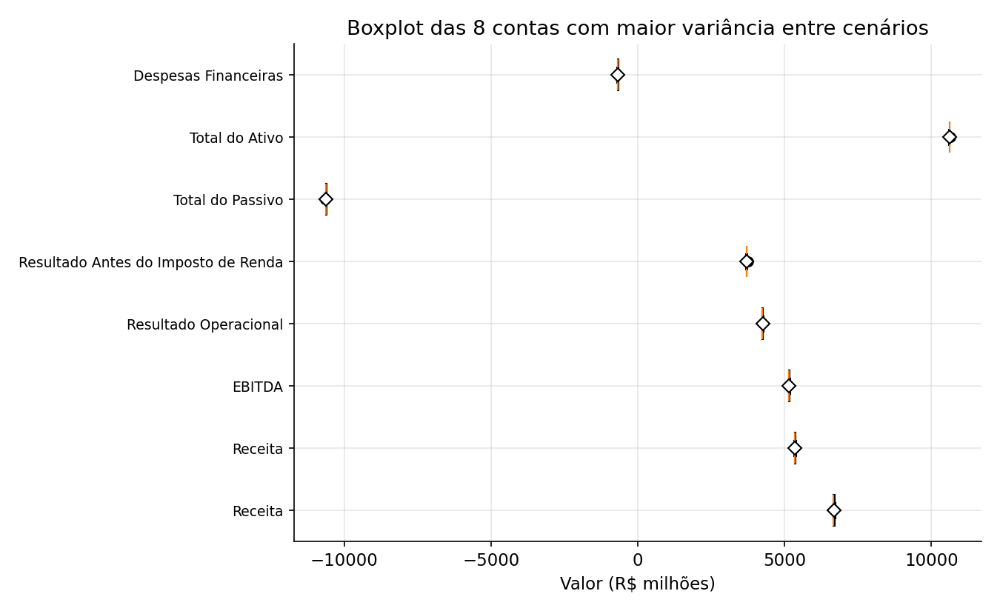 Boxplot das 8 contas com maior variância entre cenários
Despesas Financeiras
Total do Ativo
Total do Passivo
Resultado Antes do Imposto de Renda
Resultado Operacional
EBITDA
Receita
Receita
−10000
−5000
0
5000
10000
Valor (R$ milhões)